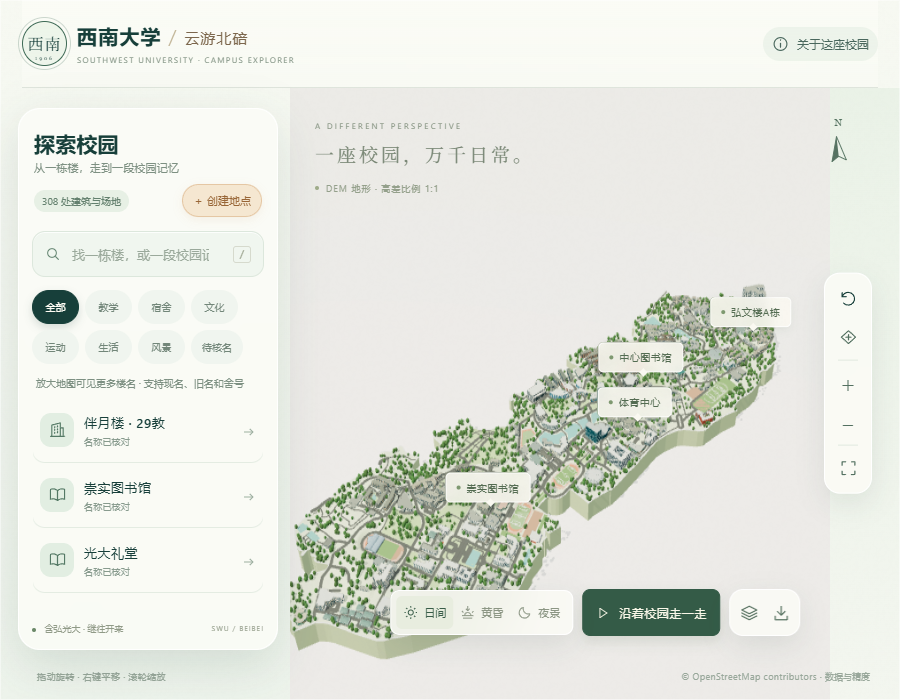 西南
1906
西南大学 / 云游北碚
SOUTHWEST UNIVERSITY · CAMPUS EXPLORER
关于这座校园
探索校园
从一栋楼，走到一段校园记忆
308 处建筑与场地
+ 创建地点
找一栋楼，或一段校园
/
全部
教学
宿舍
文化
运动
生活
风景
待核名
放大地图可见更多楼名 · 支持现名、旧名和舍号
伴月楼 · 29教
名称已核对
崇实图书馆
名称已核对
光大礼堂
名称已核对
含弘光大 · 继往开来
SWU / BEIBEI
拖动旋转 · 右键平移 · 滚轮缩放
A DIFFERENT PERSPECTIVE
一座校园，万千日常。
DEM 地形 · 高差比例 1:1
N
弘文楼A栋
中心图书馆
体育中心
崇实图书馆
日间
黄昏
夜景
沿着校园走一走
© OpenStreetMap contributors · 数据与精度